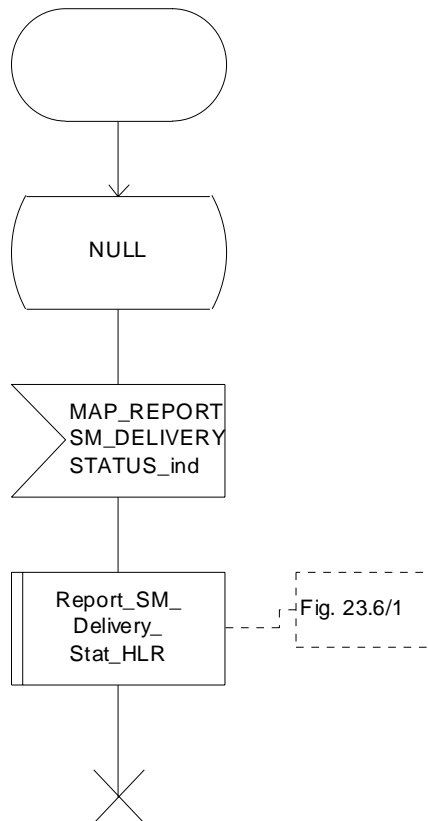 NULL
MAP_REPORT
SM_DELIVERY
STATUS_ind
Report_SM_
Delivery_
Stat_HLR
Fig. 23.6/1